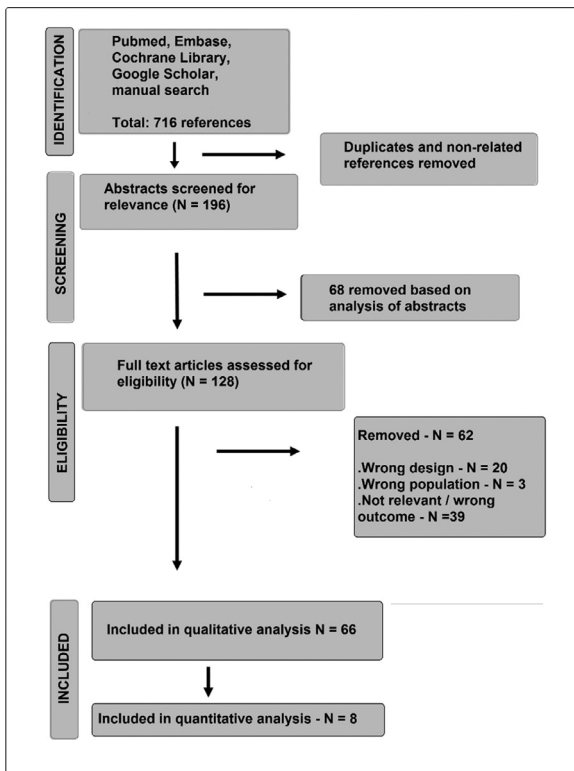 IDENTIFICATION
Pubmed, Embase,
Cochrane Library,
Google Scholar,
manual search
Total: 716 references
Duplicates and non-related
references removed
SCREENING
Abstracts screened for
relevance (N = 196)
68 removed based on
analysis of abstracts
ELIGIBILITY
Full text articles assessed for
eligibility (N = 128)
Removed - N = 62
.Wrong design - N = 20
.Wrong population - N = 3
.Not relevant / wrong
outcome - N =39
INCLUDED
Included in qualitative analysis N = 66
Included in quantitative analysis - N = 8